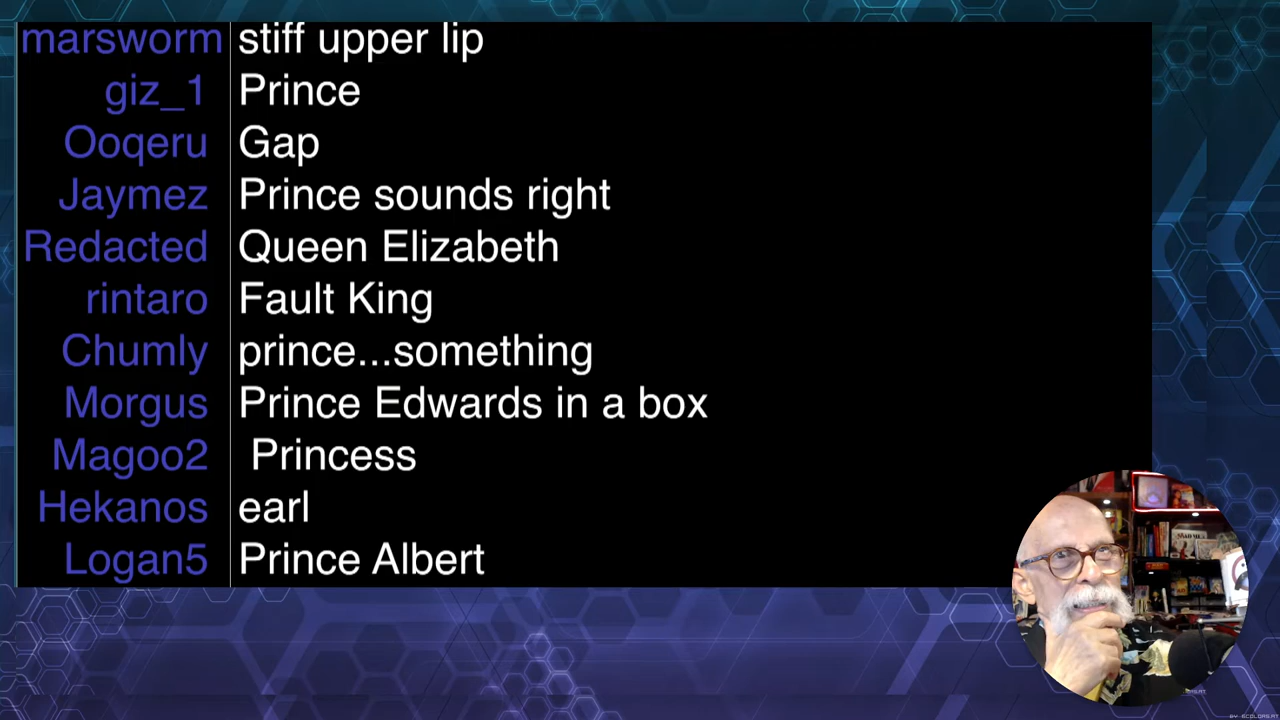 marsworm stiff upper lip
giz_1 Prince
Ooqeru Gap
Jaymez Prince sounds right
Redacted Queen Elizabeth
rintaro Fault King
Chumly prince...something
Morgus Prince Edwards in a box
Magoo2 Princess
Hekanos earl
Logan5 Prince Albert